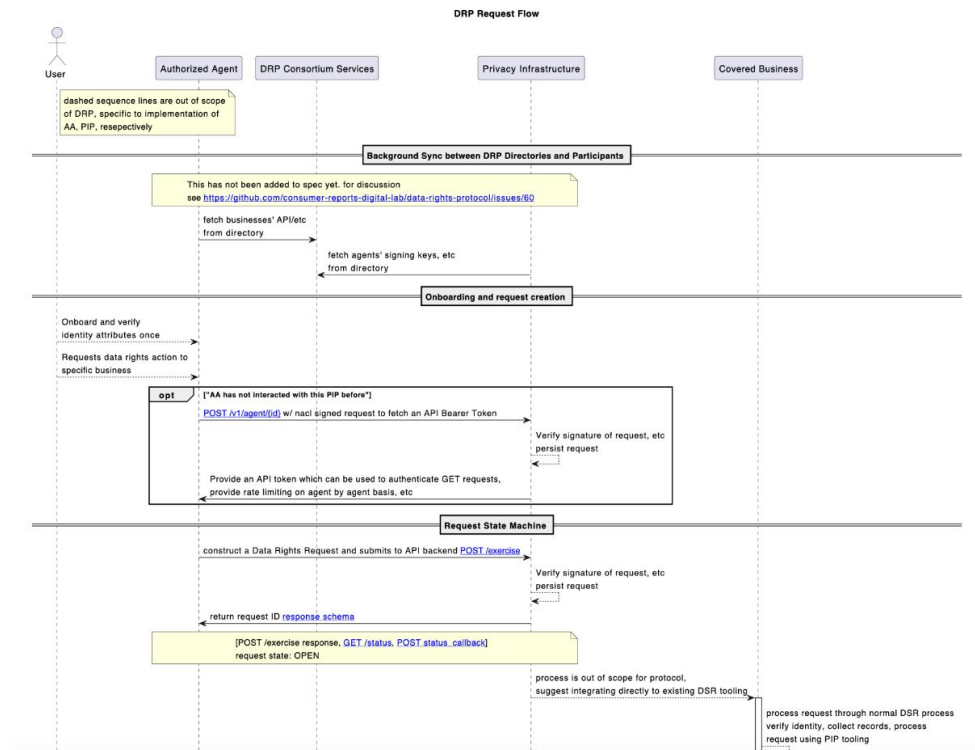 DRP Request Flow
User
Authorized Agent
DRP Consortium Services
Privacy Infrastructure
Covered Business
dashed sequence lines are out of scope
of DRP, specific to implementation of
AA, PIP, resepectively
Background Sync between DRP Directories and Participants
This has not been added to spec yet. for discussion
see https://github.com/consumer-reports-digital-lab/data-rights-protocol/issues/60
fetch businesses' API/etc
from directory
fetch agents' signing keys, etc
from directory
Onboarding and request creation
Onboard and verify
identity attributes once
Requests data rights action to
specific business
opt
["AA has not interacted with this PIP before"]
POST /v1/agent/{id} w/ nacl signed request to fetch an API Bearer Token
Verify signature of request, etc
persist request
Provide an API token which can be used to authenticate GET requests,
provide rate limiting on agent by agent basis, etc
Request State Machine
construct a Data Rights Request and submits to API backend POST /exercise
Verify signature of request, etc
persist request
return request ID response schema
[POST /exercise response, GET /status, POST status_callback]
request state: OPEN
process is out of scope for protocol,
suggest integrating directly to existing DSR tooling
process request through normal DSR process
verify identity, collect records, process
request using PIP tooling